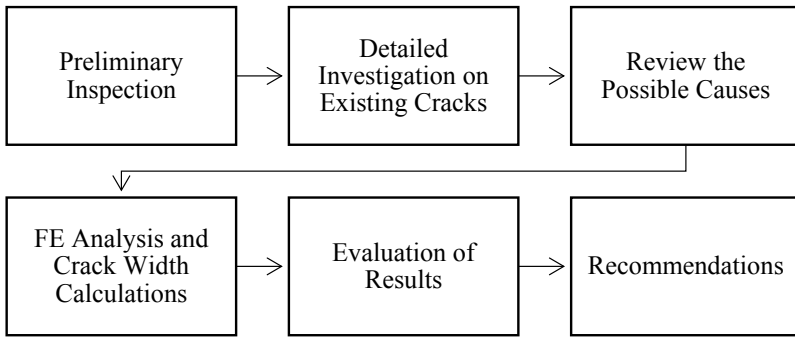 Preliminary
Inspection
Detailed
Investigation on
Existing Cracks
Review the
Possible Causes
FE Analysis and
Crack Width
Calculations
Evaluation of
Results
Recommendations